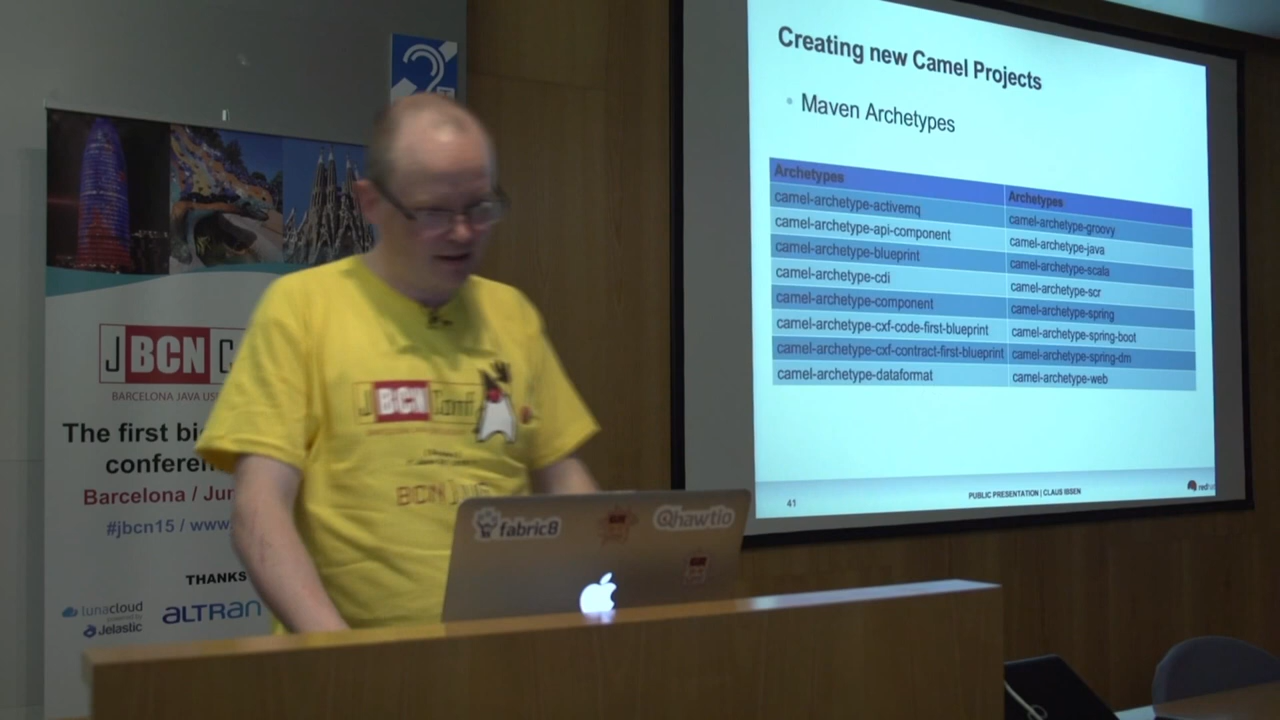 Creating new Camel Projects
Maven Archetypes
Archetypes
camel-archetype-activemq
camel-archetype-api-component
camel-archetype-blueprint
camel-archetype-cdi
camel-archetype-component
camel-archetype-cxf-code-first-blueprint
camel-archetype-cxf-contract-first-blueprint
camel-archetype-dataformat
Archetypes
camel-archetype-groovy
camel-archetype-java
camel-archetype-scala
camel-archetype-scr
camel-archetype-spring
camel-archetype-spring-boot
camel-archetype-spring-dm
camel-archetype-web
41
PUBLIC PRESENTATION | CLAUS IBSEN
redhat
JBCN
BARCELONA JAVA
The first
Barcelona /
#jbcn15 / www.
THANKS
lunacloud
powered by
Jelastic
ALTRAN
JBCNConf
fabric8
hawtio